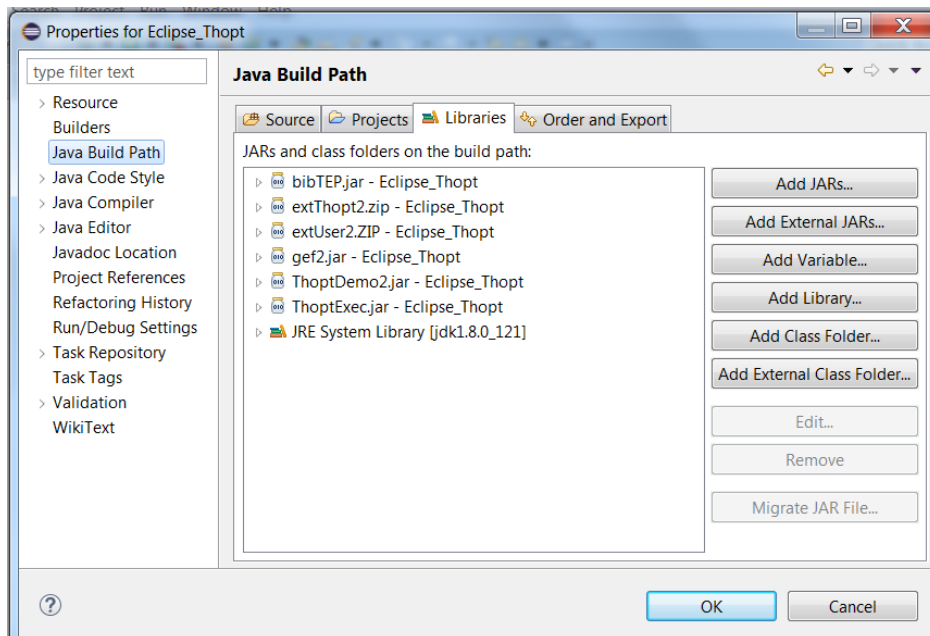 Search Project Run Window Help
Properties for Eclipse_Thopt
type filter text
Resource
Builders
Java Build Path
Java Code Style
Java Compiler
Java Editor
Javadoc Location
Project References
Refactoring History
Run/Debug Settings
Task Repository
Task Tags
Validation
WikiText
Java Build Path
Source Projects Libraries Order and Export
JARs and class folders on the build path:
bibTEP.jar - Eclipse_Thopt
extThopt2.zip - Eclipse_Thopt
extUser2.ZIP - Eclipse_Thopt
gef2.jar - Eclipse_Thopt
ThoptDemo2.jar - Eclipse_Thopt
ThoptExec.jar - Eclipse_Thopt
JRE System Library [jdk1.8.0_121]
Add JARs...
Add External JARs...
Add Variable...
Add Library...
Add Class Folder...
Add External Class Folder...
Edit...
Remove
Migrate JAR File...
OK Cancel